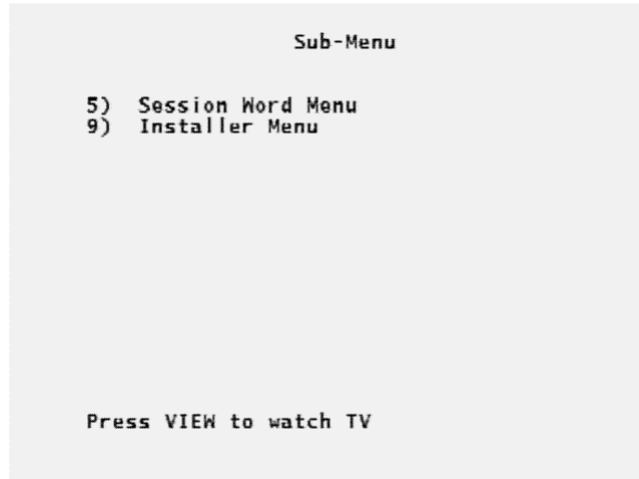 Sub-Menu
5) Session Word Menu
9) Installer Menu
Press VIEW to watch TV